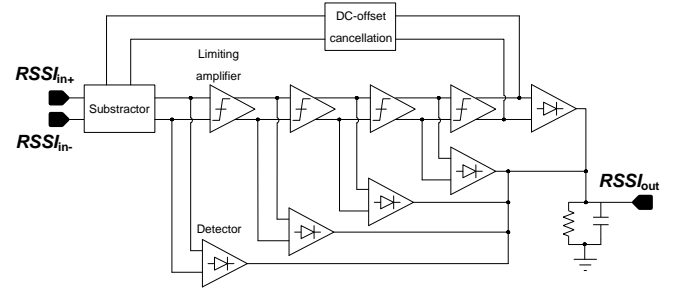 DC-offset
cancellation
Limiting
amplifier
RSSIin+
Substractor
RSSIin-
RSSIout
Detector